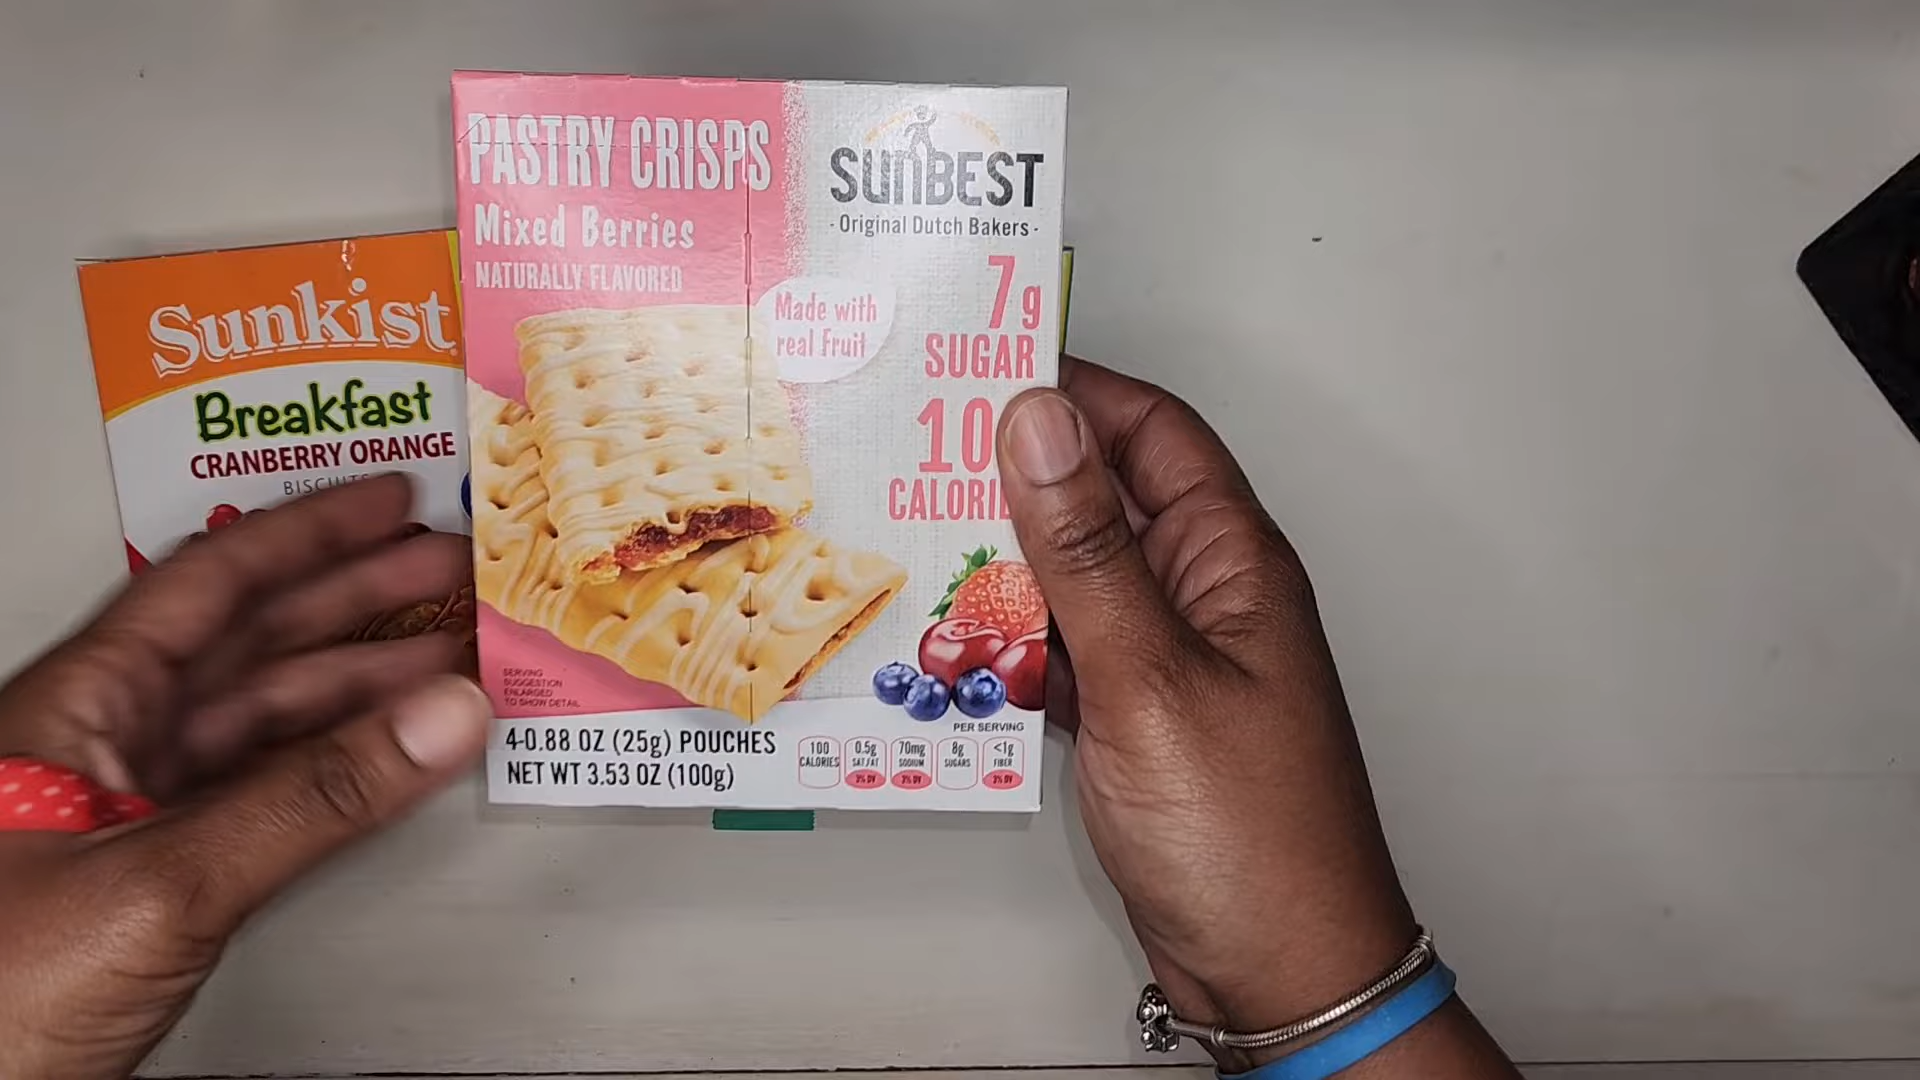 PASTRY CRISPS
Mixed Berries
NATURALLY FLAVORED
SUNBEST
- Original Dutch Bakers -
Made with
real Fruit
7g
SUGAR
10
CALORI
SERVING
SUGGESTION
ENLARGED
TO SHOW DETAIL
4-0.88 OZ (25g) POUCHES
NET WT 3.53 OZ (100g)
PER SERVING
100
CALORIES
0.5g
SAT FAT
3% DV
70mg
SODIUM
3% DV
8g
SUGARS
<1g
FIBER
3% DV
Sunkist
Breakfast
CRANBERRY ORANGE
BISCUITS